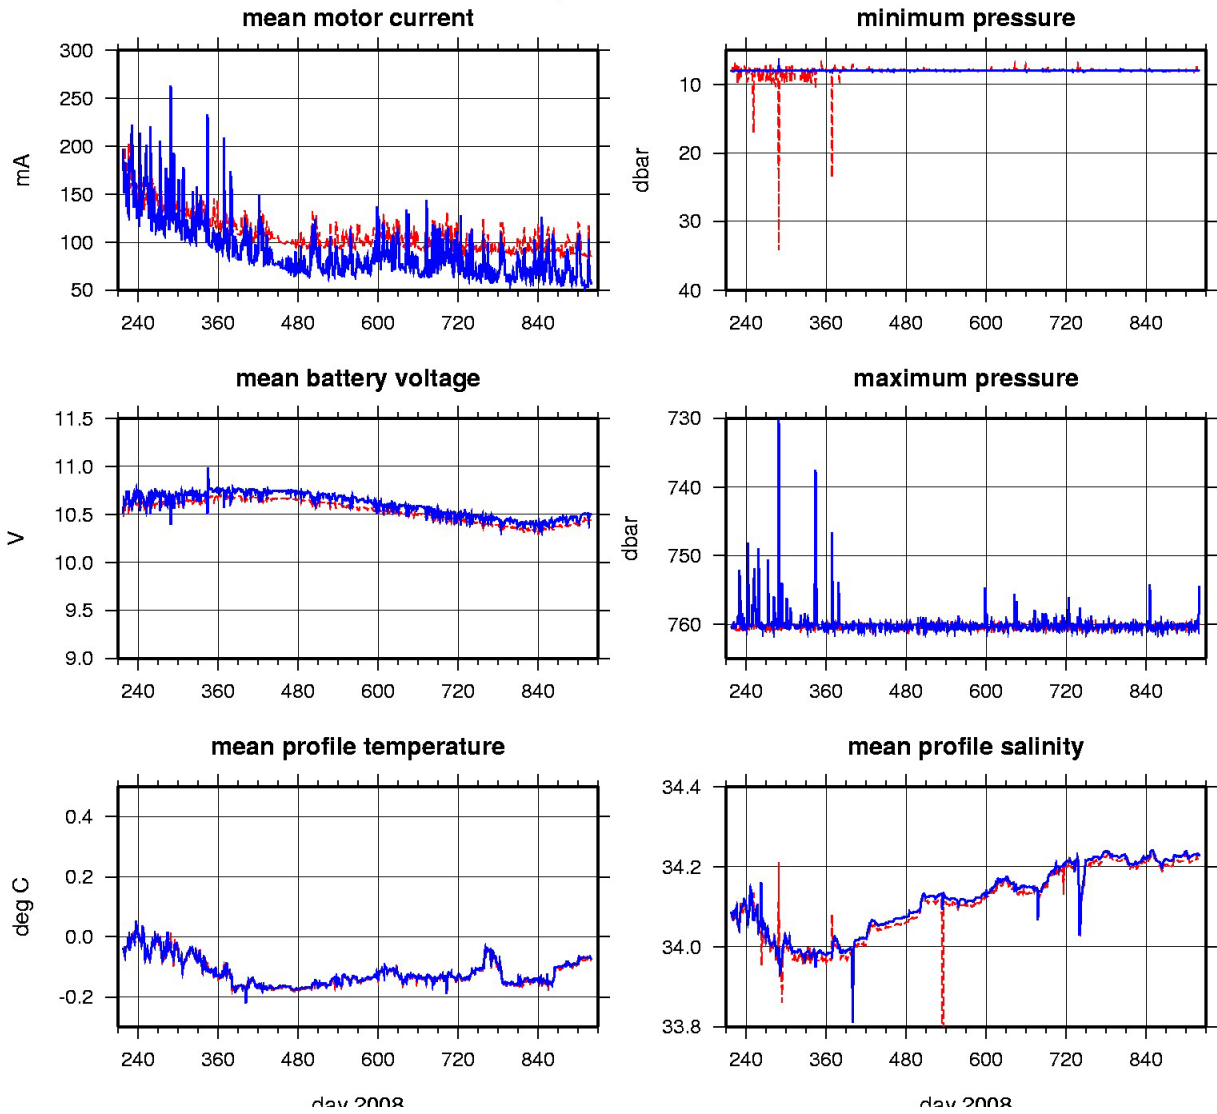 mean motor current
300
250
200
150
100
50
mA
240 360 480 600 720 840
minimum pressure
10
20
30
40
dbar
240 360 480 600 720 840
mean battery voltage
11.5
11.0
10.5
10.0
9.5
9.0
V
240 360 480 600 720 840
maximum pressure
730
740
750
760
dbar
240 360 480 600 720 840
mean profile temperature
0.4
0.2
0.0
-0.2
deg C
240 360 480 600 720 840
day 2008
mean profile salinity
34.4
34.2
34.0
33.8
240 360 480 600 720 840
day 2008